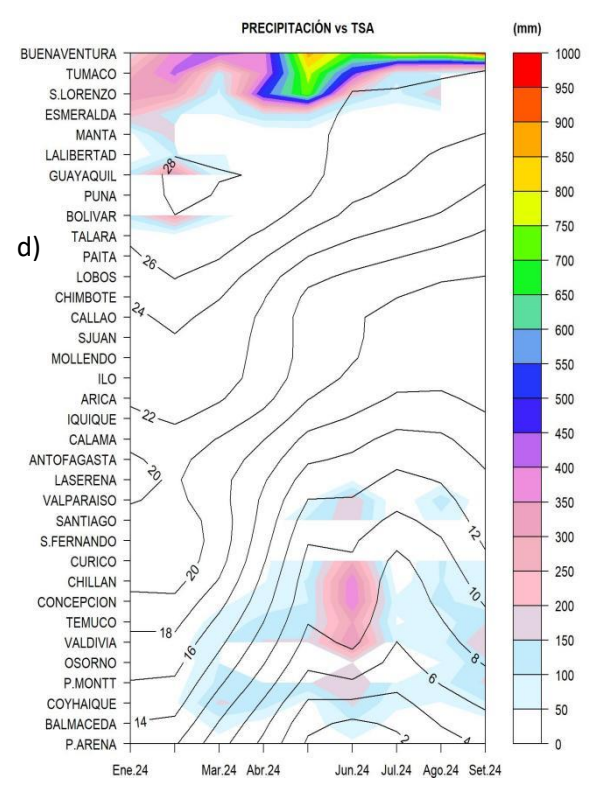 PRECIPITACIÓN vs TSA
(mm)
BUENAVENTURA
TUMACO
S.LORENZO
ESMERALDA
MANTA
LALIBERTAD
GUAYAQUIL
PUNA
BOLIVAR
TALARA
PAITA
LOBOS
CHIMBOTE
CALLAO
SJUAN
MOLLENDO
ILO
ARICA
IQUIQUE
CALAMA
ANTOFAGASTA
LASERENA
VALPARAISO
SANTIAGO
S.FERNANDO
CURICO
CHILLAN
CONCEPCION
TEMUCO
VALDIVIA
OSORNO
P.MONTT
COYHAIQUE
BALMACEDA
P.ARENA
d)
28
26
24
22
20
20
18
16
14
12
10
8
6
4
2
Ene.24 Mar.24 Abr.24 Jun.24 Jul.24 Ago.24 Set.24
1000
950
900
850
800
750
700
650
600
550
500
450
400
350
300
250
200
150
100
50
0